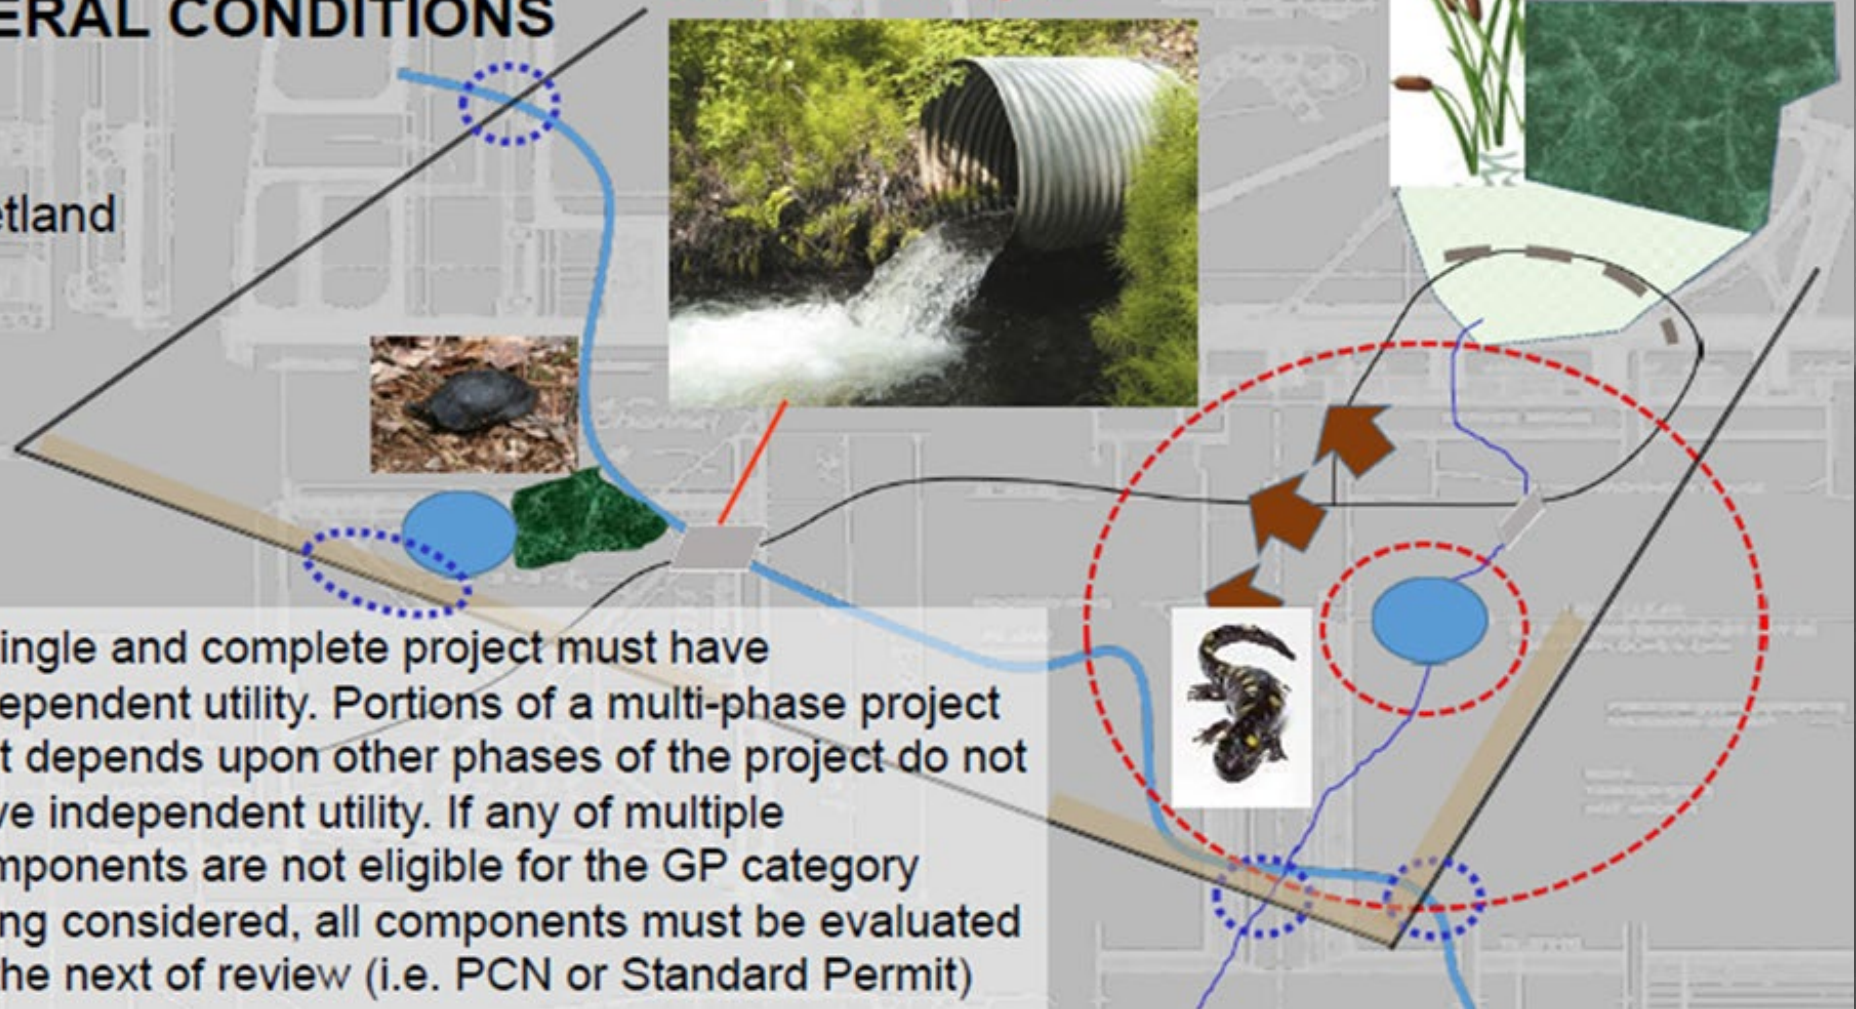 ERAL CONDITIONS
etland
ingle and complete project must have
ependent utility. Portions of a multi-phase project
t depends upon other phases of the project do not
ve independent utility. If any of multiple
mponents are not eligible for the GP category
ng considered, all components must be evaluated
he next of review (i.e. PCN or Standard Permit)